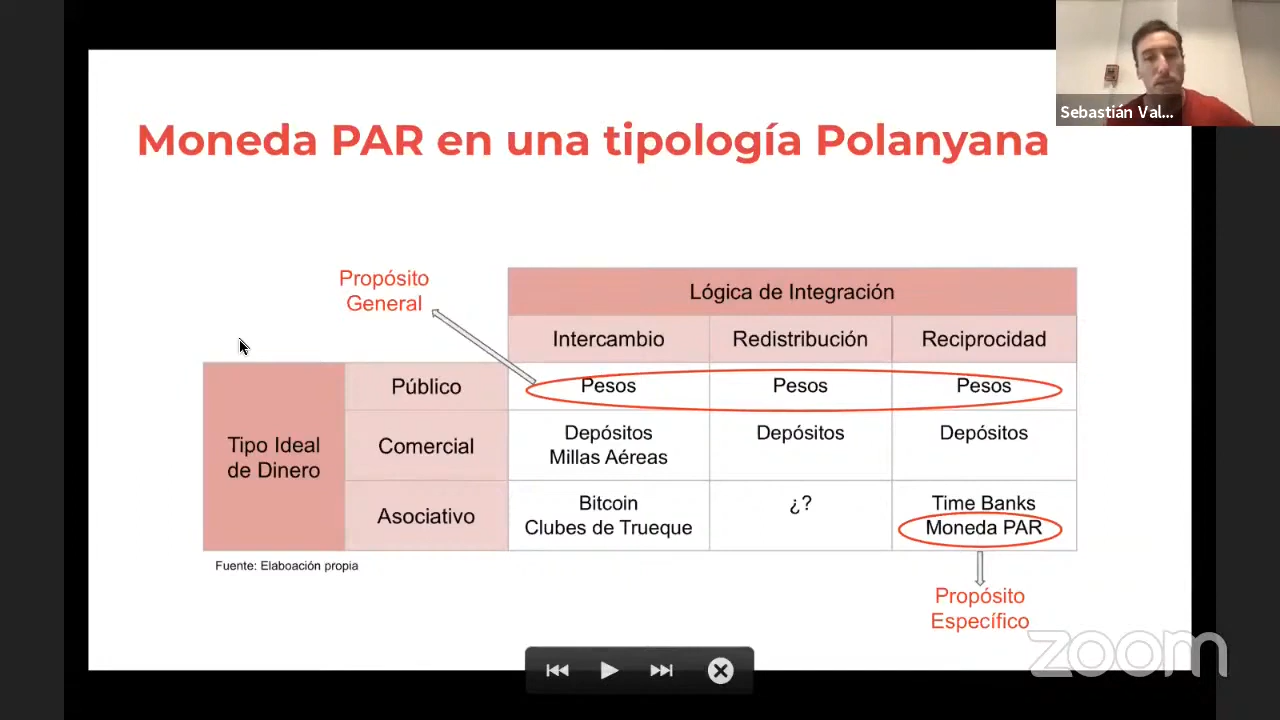 Sebastián Val...
Moneda PAR en una tipología Polanyana
Propósito
General
Lógica de Integración
Intercambio
Redistribución
Reciprocidad
Tipo Ideal
de Dinero
Público
Pesos
Pesos
Pesos
Comercial
Depósitos
Millas Aéreas
Depósitos
Depósitos
Asociativo
Bitcoin
Clubes de Trueque
¿?
Time Banks
Moneda PAR
Fuente: Elaboación propia
Propósito
Específico
zoom